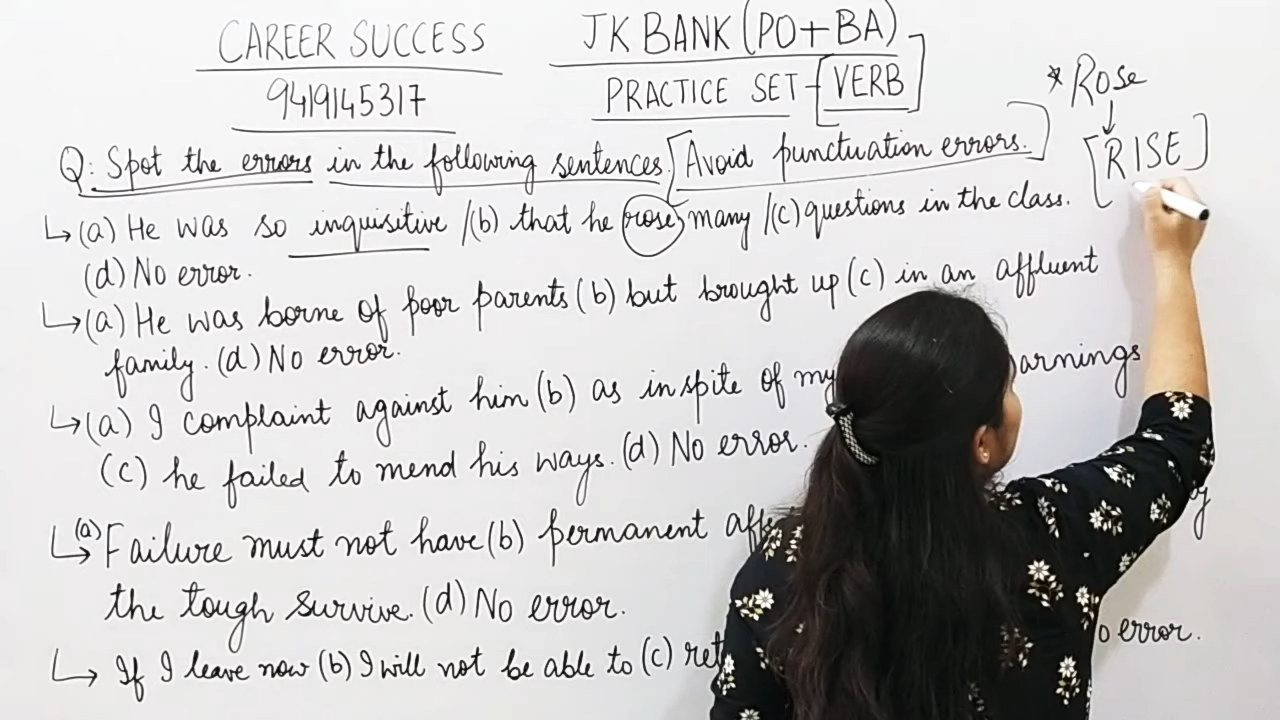 CAREER SUCCESS
9419145317
JK BANK (PO+BA)
PRACTICE SET - VERB
* Rose
↓
[RISE]
Q: Spot the errors in the following sentences. [Avoid punctuation errors.]
↳ (a) He was so inquisitive /(b) that he rose many /(c) questions in the class.
(d) No error.
↳ (a) He was borne of poor parents (b) but brought up (c) in an affluent
family. (d) No error.
↳ (a) I complaint against him (b) as inspite of my arnings
(c) he failed to mend his ways. (d) No error.
↳ (a) Failure must not have (b) permanent affe
the tough survive. (d) No error.
↳ If I leave now (b) I will not be able to (c) ret o error.